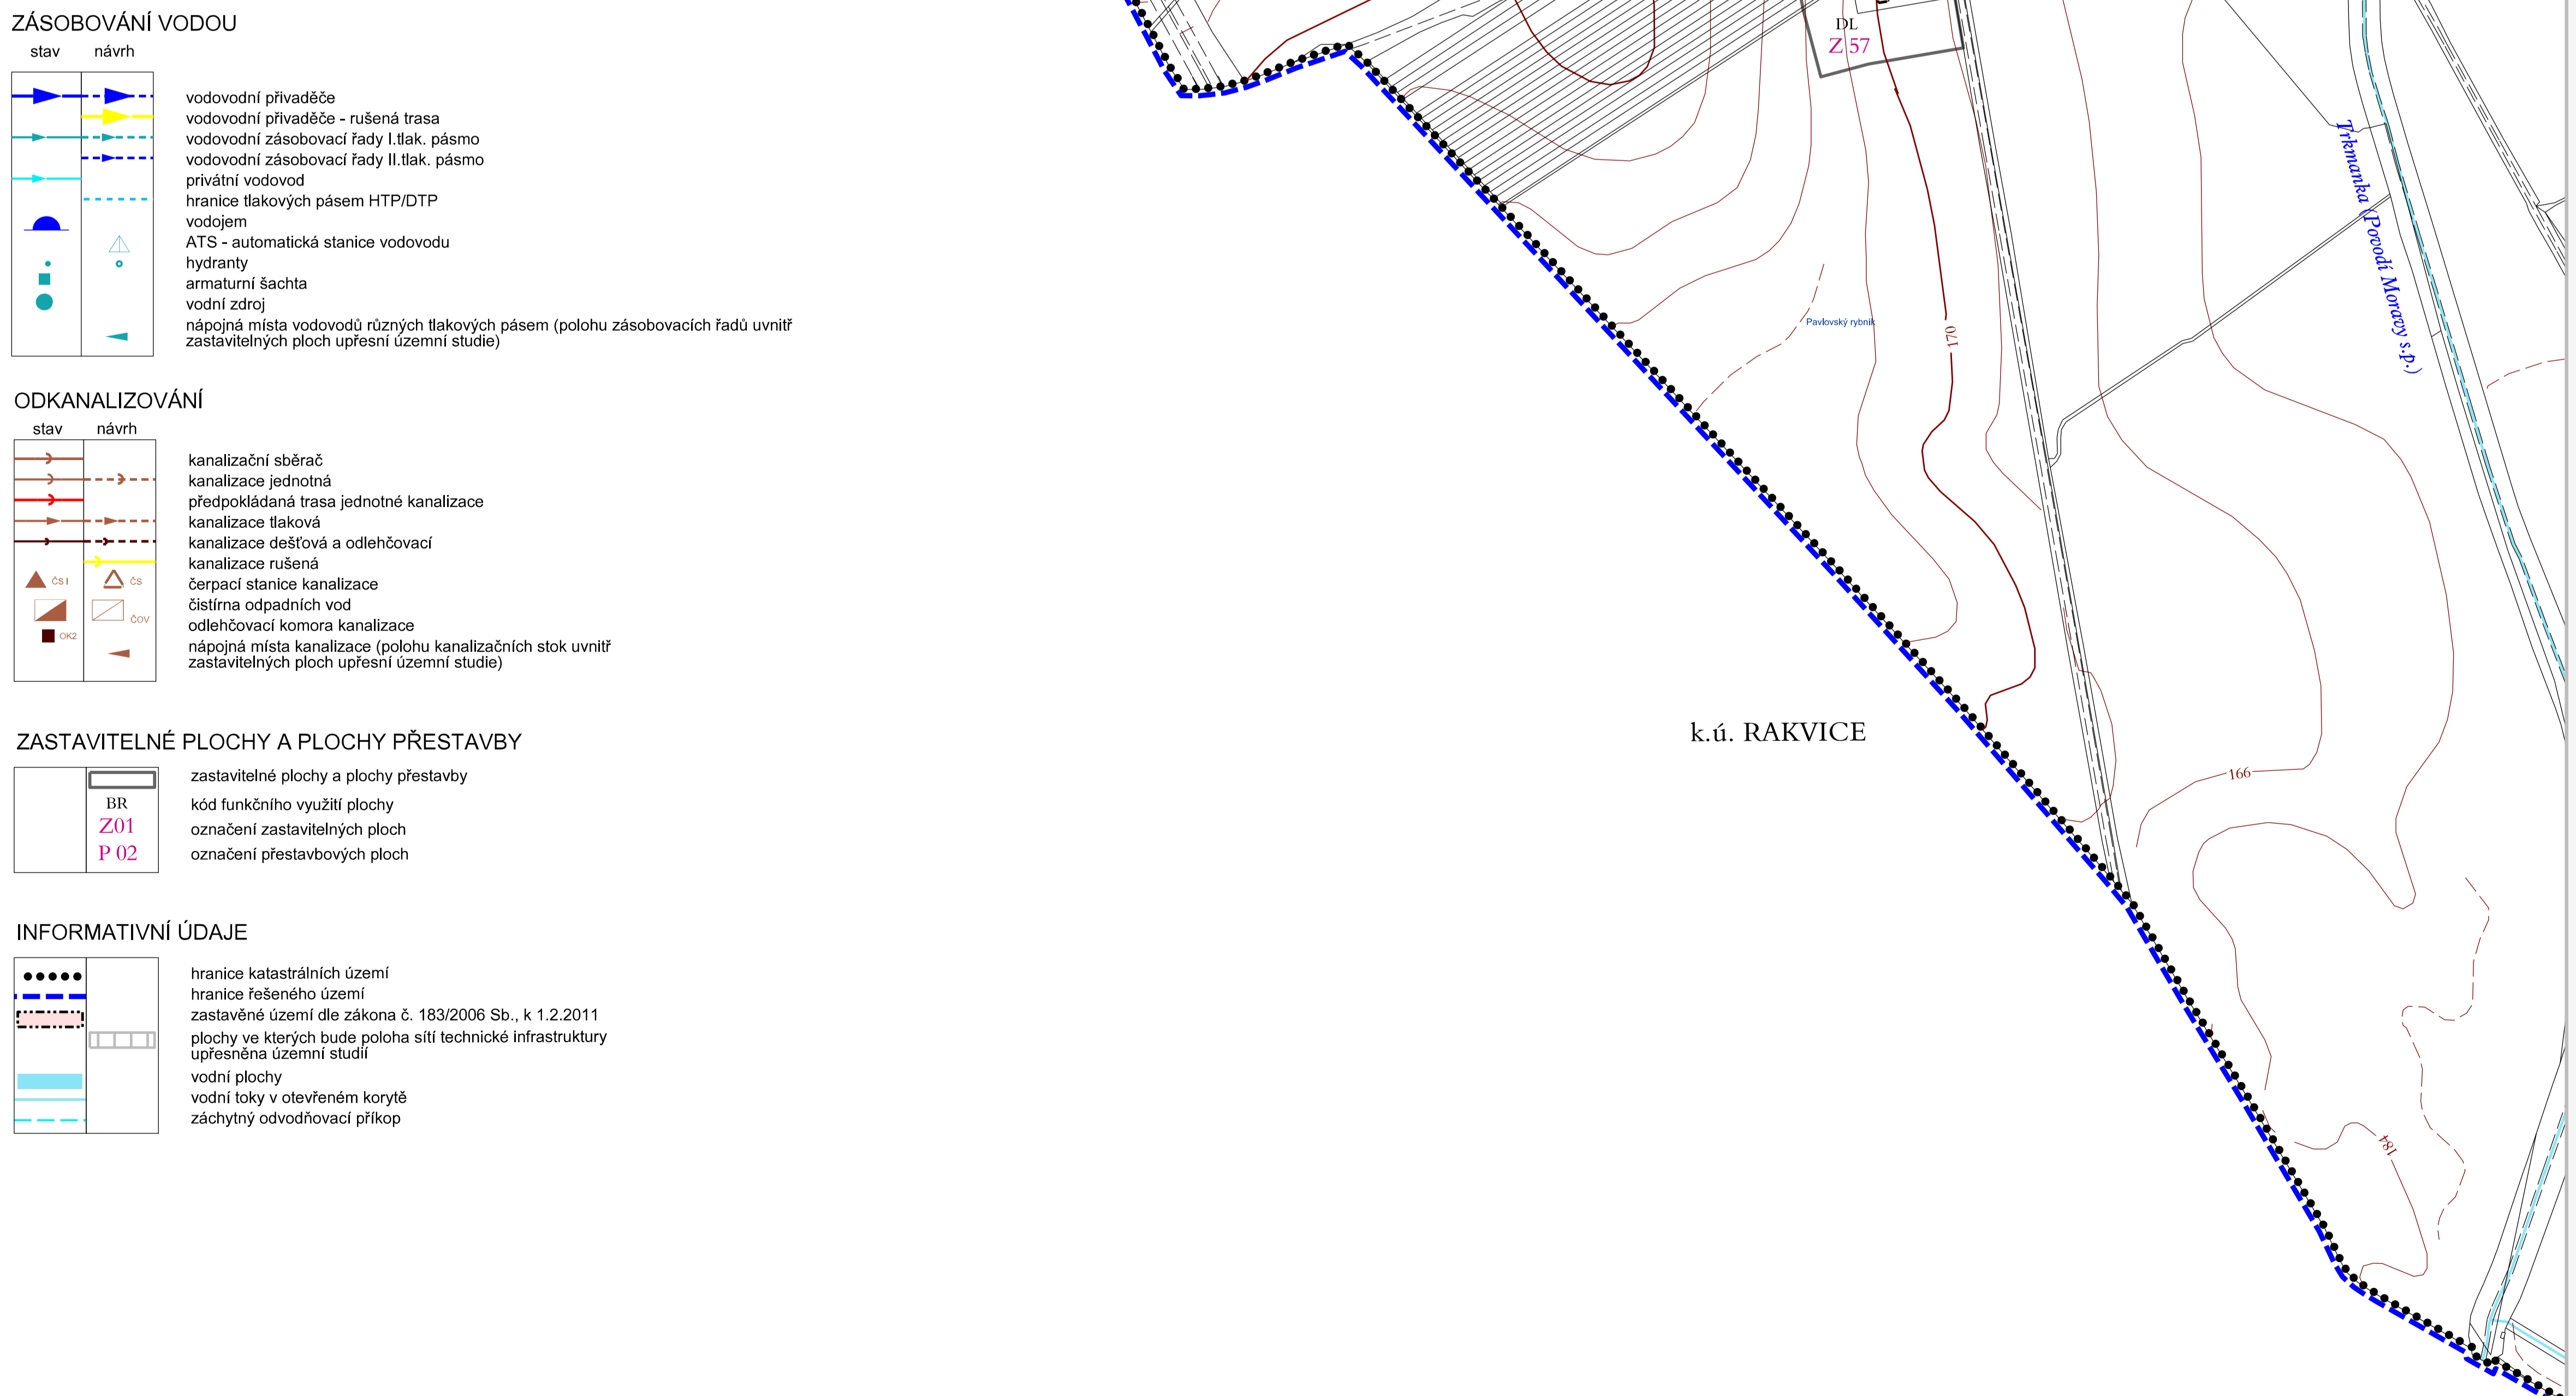 ZÁSOBOVÁNÍ VODOU
stav návrh
vodovodní přivaděče
vodovodní přivaděče - rušená trasa
vodovodní zásobovací řady I.tlak. pásmo
vodovodní zásobovací řady II.tlak. pásmo
privátní vodovod
hranice tlakových pásem HTP/DTP
vodojem
ATS - automatická stanice vodovodu
hydranty
armaturní šachta
vodní zdroj
nápojná místa vodovodů různých tlakových pásem (polohu zásobovacích řadů uvnitř
zastavitelných ploch upřesní územní studie)
ODKANALIZOVÁNÍ
stav návrh
kanalizační sběrač
kanalizace jednotná
předpokládaná trasa jednotné kanalizace
kanalizace tlaková
kanalizace dešťová a odlehčovací
kanalizace rušená
ČS I ČS čerpací stanice kanalizace
čistírna odpadních vod
ČOV
odlehčovací komora kanalizace
OK2
nápojná místa kanalizace (polohu kanalizačních stok uvnitř
zastavitelných ploch upřesní územní studie)
ZASTAVITELNÉ PLOCHY A PLOCHY PŘESTAVBY
zastavitelné plochy a plochy přestavby
BR kód funkčního využití plochy
Z01 označení zastavitelných ploch
P 02 označení přestavbových ploch
INFORMATIVNÍ ÚDAJE
hranice katastrálních území
hranice řešeného území
zastavěné území dle zákona č. 183/2006 Sb., k 1.2.2011
plochy ve kterých bude poloha sítí technické infrastruktury
upřesněna územní studií
vodní plochy
vodní toky v otevřeném korytě
záchytný odvodňovací příkop
DL
Z 57
Trkmanka (Povodí Moravy s.p.)
Pavlovský rybník
170
k.ú. RAKVICE
166
184